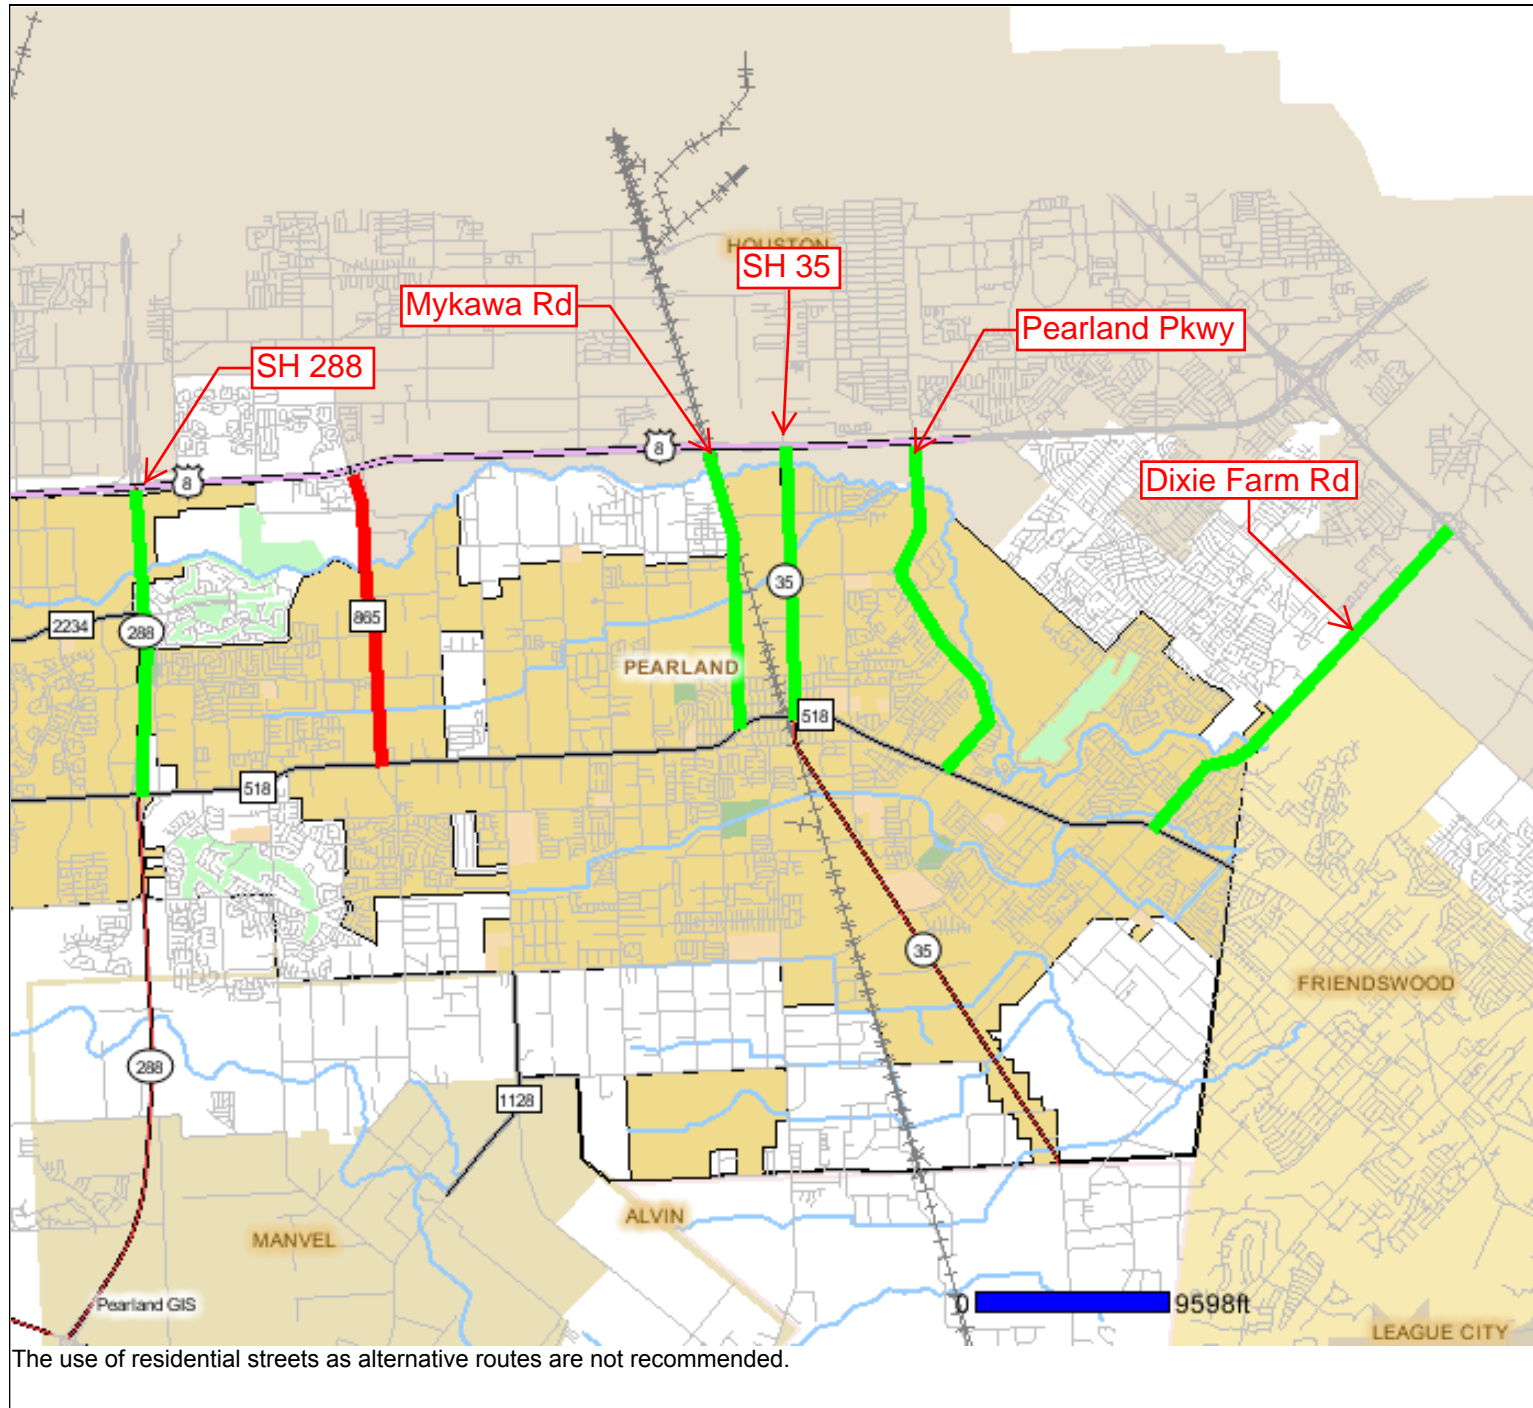 HOUSTON
SH 35
Mykawa Rd
Pearland Pkwy
SH 288
8
8
Dixie Farm Rd
35
865
2234
288
PEARLAND
518
518
35
FRIENDSWOOD
288
1128
ALVIN
MANVEL
Pearland GIS
0 9598ft
LEAGUE CITY
The use of residential streets as alternative routes are not recommended.